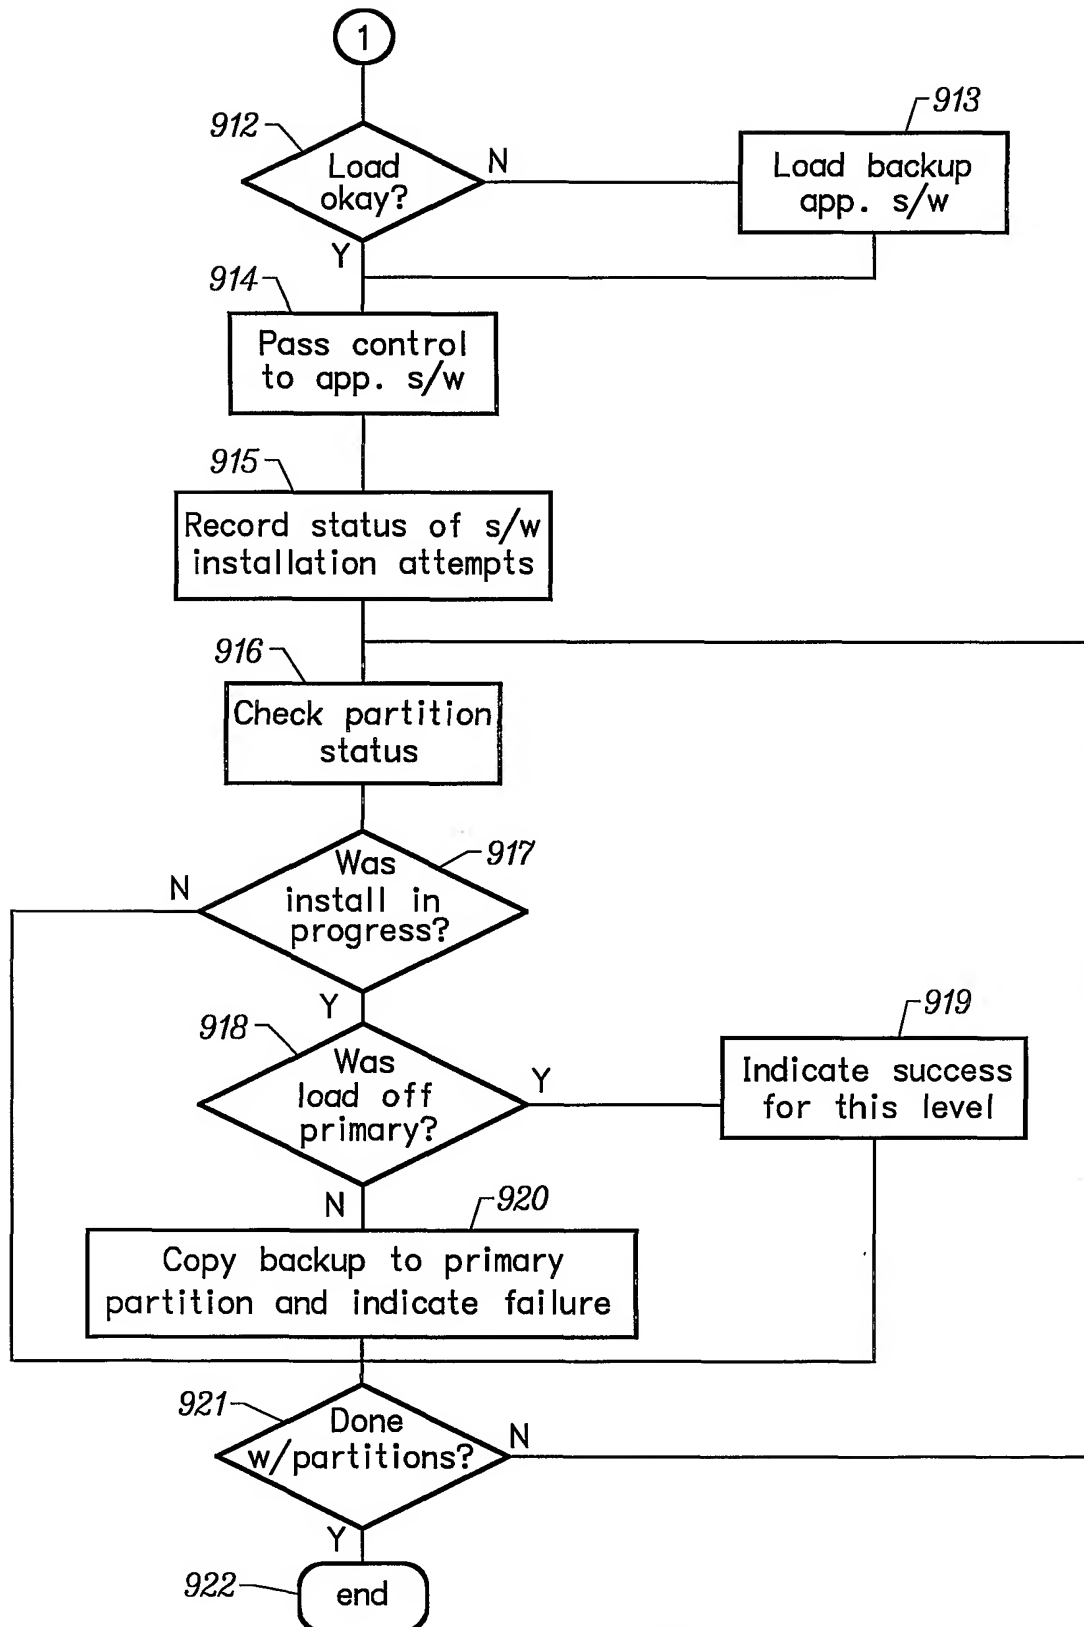 1
912
Load
okay?
N
913
Load backup
app. s/w
Y
914
Pass control
to app. s/w
915
Record status of s/w
installation attempts
916
Check partition
status
917
Was
install in
progress?
N
Y
918
Was
load off
primary?
Y
919
Indicate success
for this level
N
920
Copy backup to primary
partition and indicate failure
921
Done
w/partitions?
N
Y
922
end